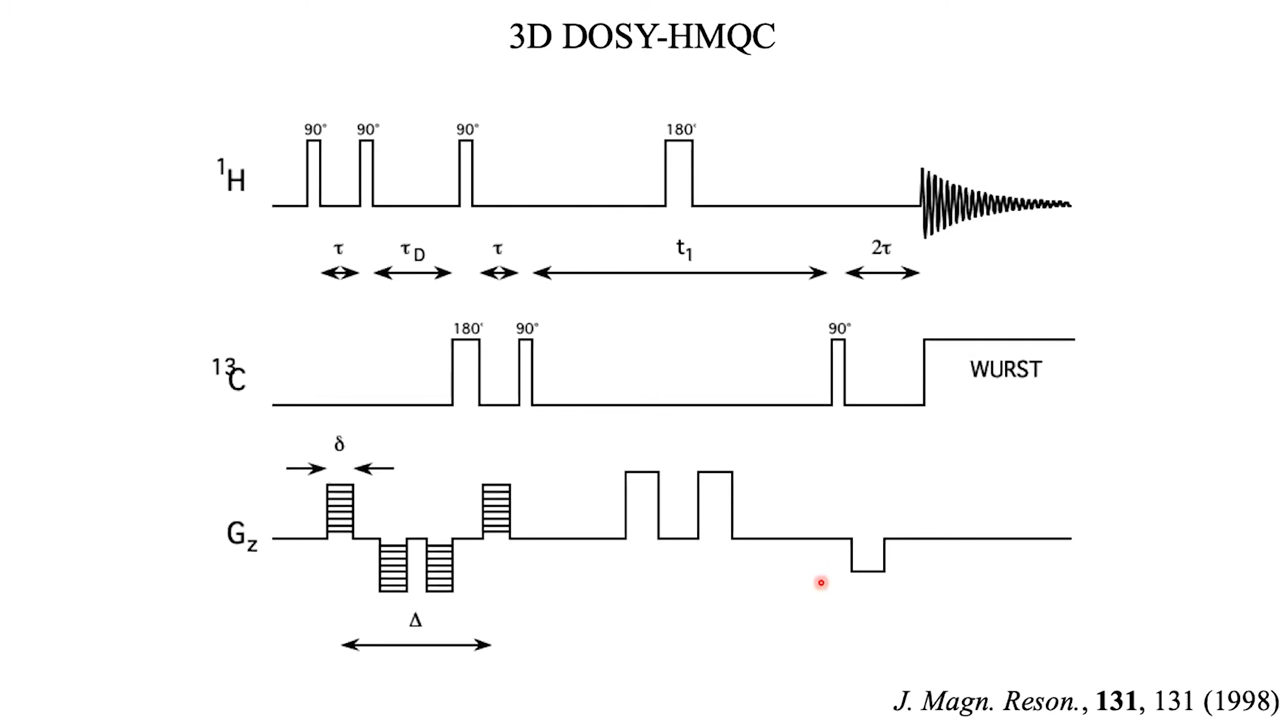 3D DOSY-HMQC
90° 90° 90° 180°
¹H
τ τD τ t₁ 2τ
180° 90° 90°
¹³C
WURST
δ
Gz
Δ
J. Magn. Reson., 131, 131 (1998)